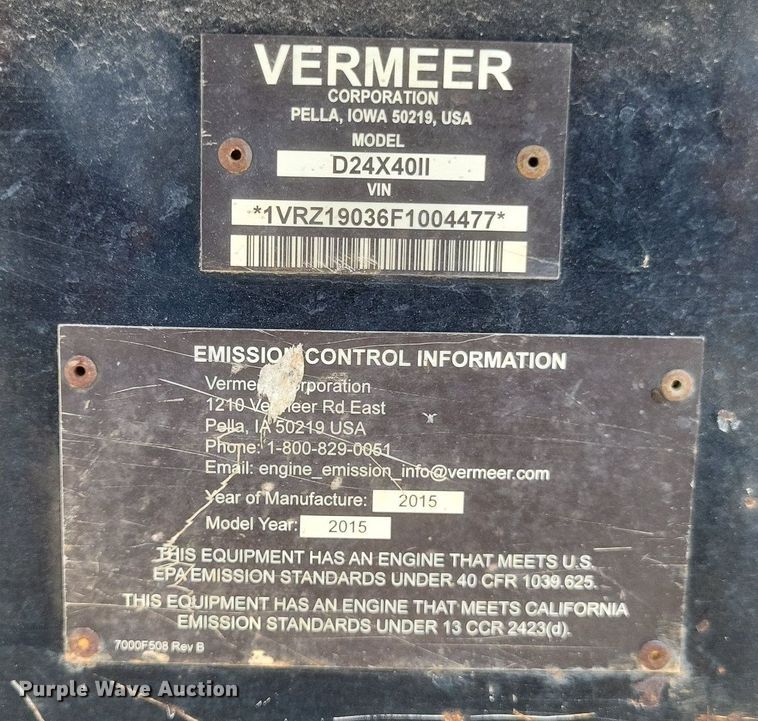 VERMEER
CORPORATION
PELLA, IOWA 50219, USA
MODEL
D24X40II
VIN
*1VRZ19036F1004477*
EMISSION CONTROL INFORMATION
Vermeer Corporation
1210 Vermeer Rd East
Pella, IA 50219 USA
Phone: 1-800-829-0051
Email: engine_emission_info@vermeer.com
Year of Manufacture: 2015
Model Year: 2015
THIS EQUIPMENT HAS AN ENGINE THAT MEETS U.S.
EPA EMISSION STANDARDS UNDER 40 CFR 1039.625.
THIS EQUIPMENT HAS AN ENGINE THAT MEETS CALIFORNIA
EMISSION STANDARDS UNDER 13 CCR 2423(d).
7000F508 Rev B
Purple Wave Auction